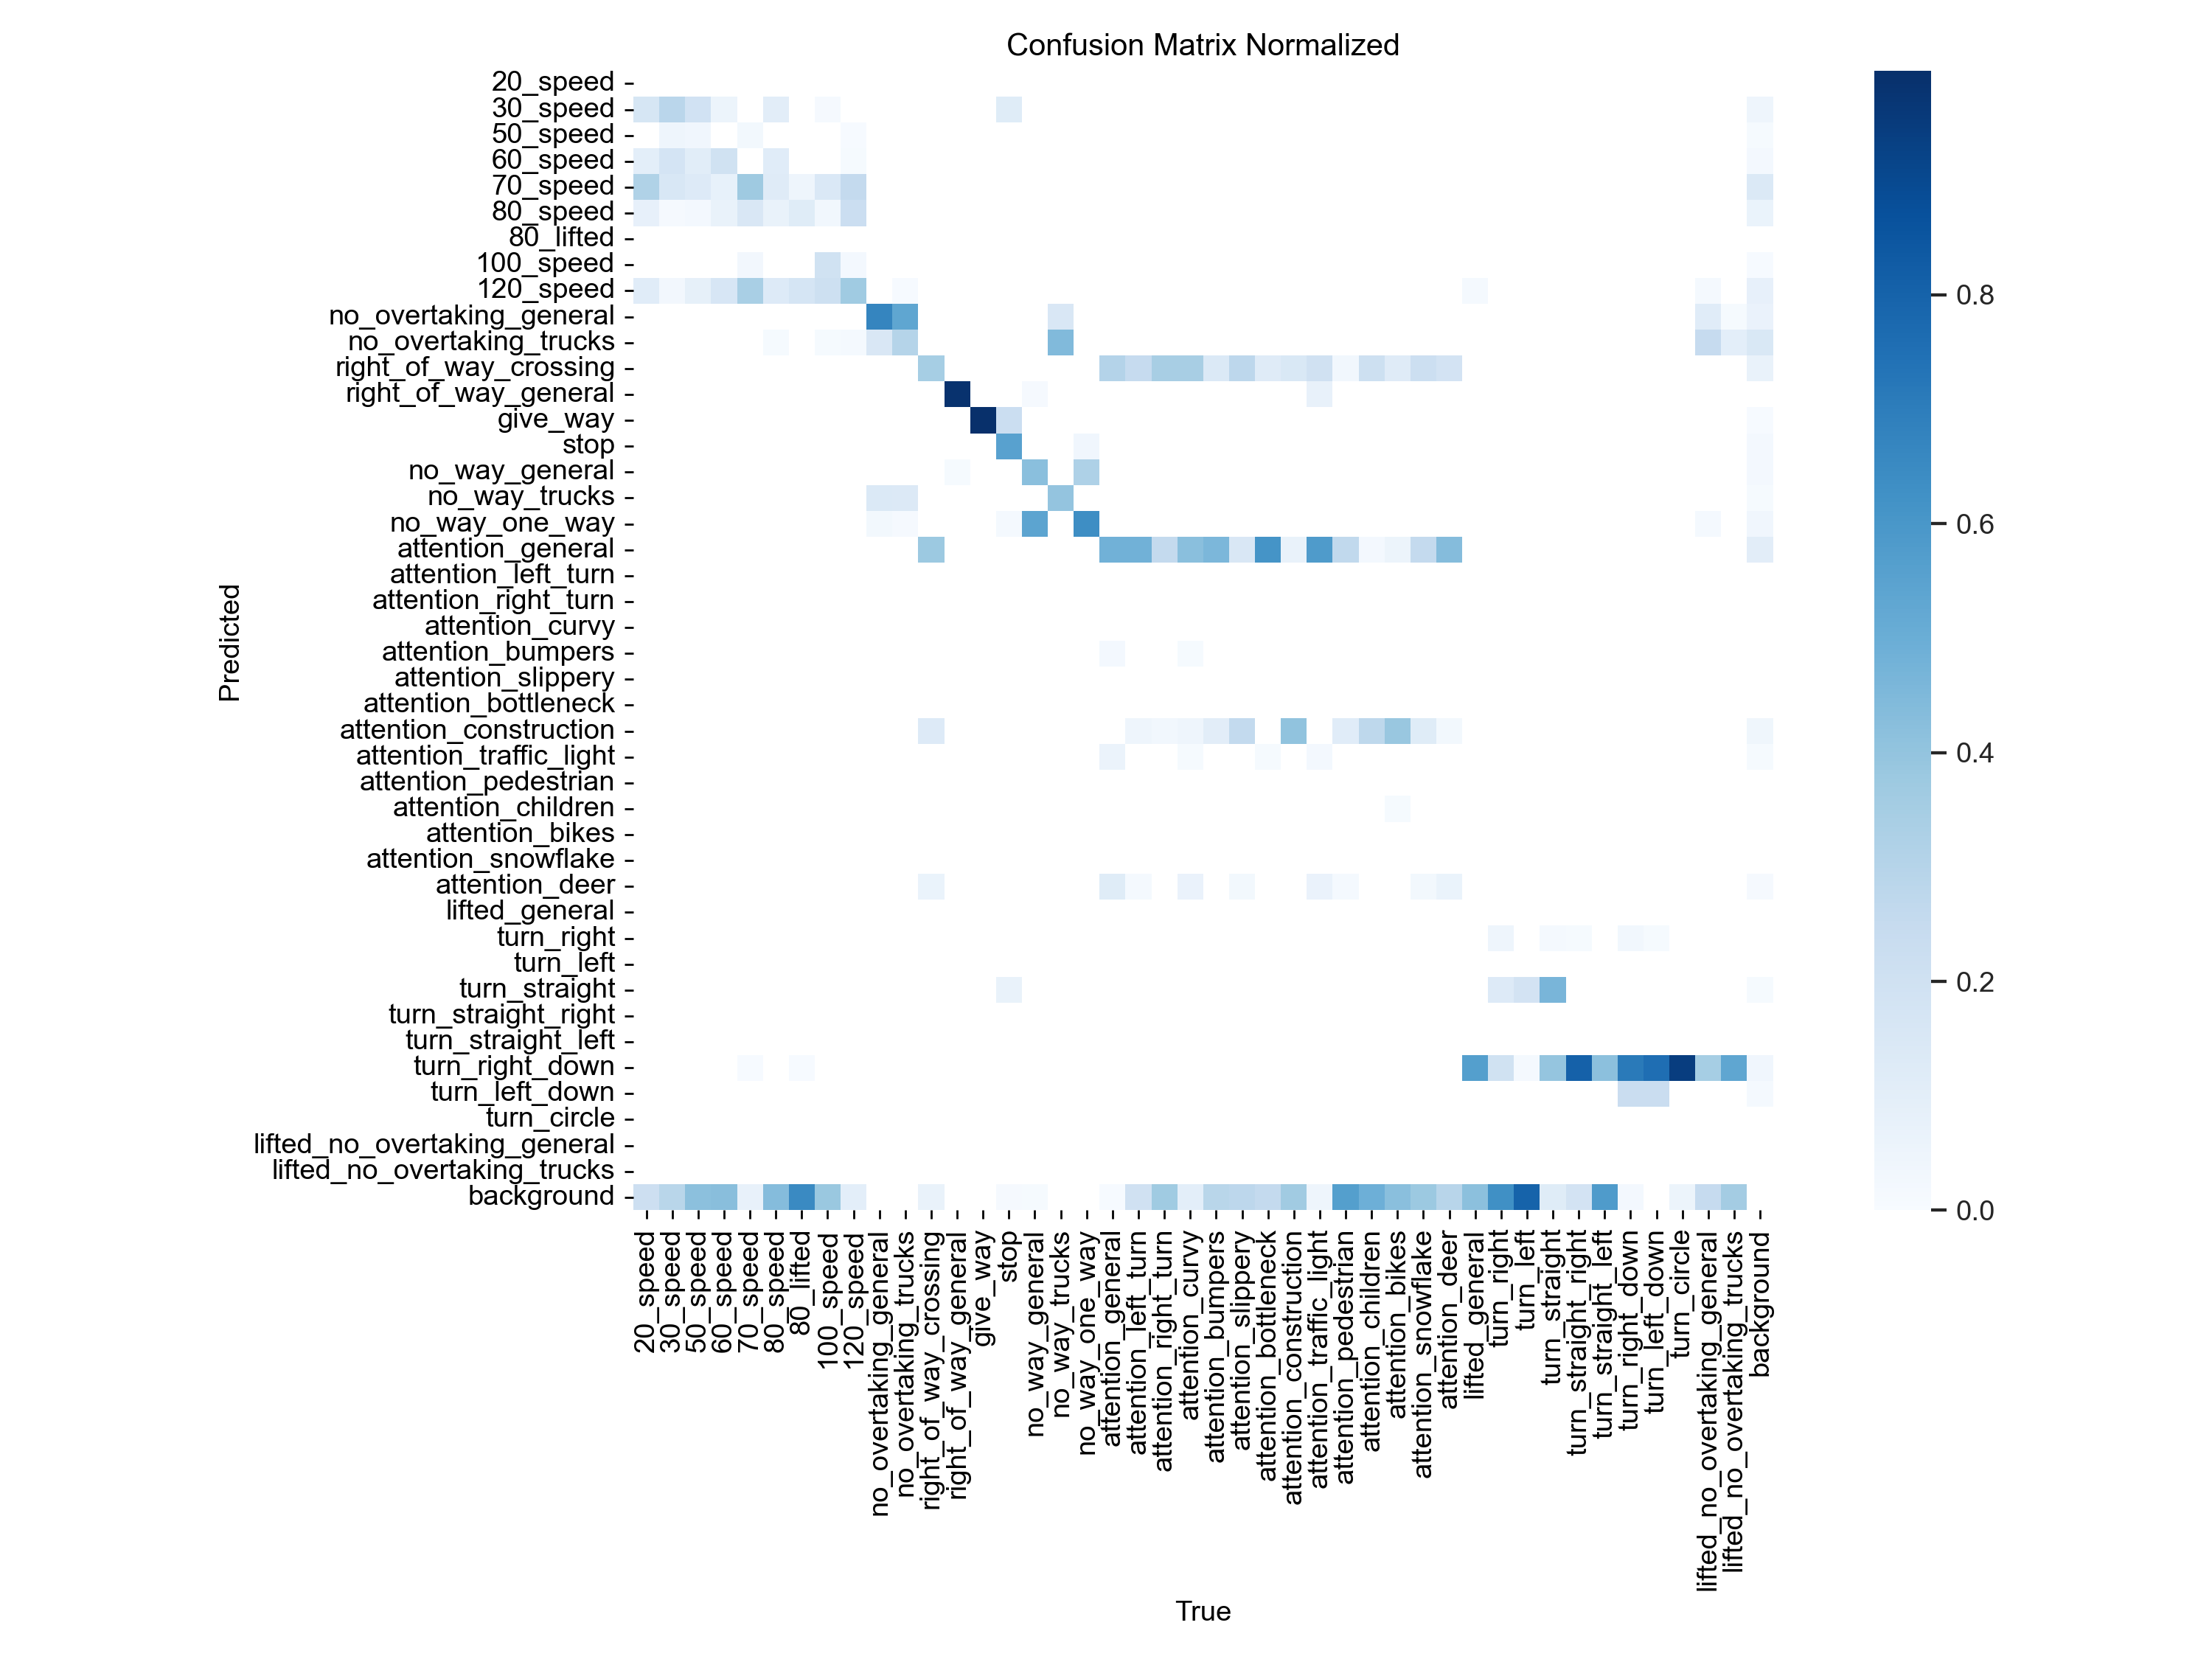 Confusion Matrix Normalized
20_speed
30_speed
50_speed
60_speed
70_speed
80_speed
80_lifted
100_speed
120_speed
no_overtaking_general
no_overtaking_trucks
right_of_way_crossing
right_of_way_general
give_way
stop
no_way_general
no_way_trucks
no_way_one_way
attention_general
attention_left_turn
attention_right_turn
attention_curvy
attention_bumpers
attention_slippery
attention_bottleneck
attention_construction
attention_traffic_light
attention_pedestrian
attention_children
attention_bikes
attention_snowflake
attention_deer
lifted_general
turn_right
turn_left
turn_straight
turn_straight_right
turn_straight_left
turn_right_down
turn_left_down
turn_circle
lifted_no_overtaking_general
lifted_no_overtaking_trucks
background
Predicted
20_speed
30_speed
50_speed
60_speed
70_speed
80_speed
80_lifted
100_speed
120_speed
no_overtaking_general
no_overtaking_trucks
right_of_way_crossing
right_of_way_general
give_way
stop
no_way_general
no_way_trucks
no_way_one_way
attention_general
attention_left_turn
attention_right_turn
attention_curvy
attention_bumpers
attention_slippery
attention_bottleneck
attention_construction
attention_traffic_light
attention_pedestrian
attention_children
attention_bikes
attention_snowflake
attention_deer
lifted_general
turn_right
turn_left
turn_straight
turn_straight_right
turn_straight_left
turn_right_down
turn_left_down
turn_circle
lifted_no_overtaking_general
lifted_no_overtaking_trucks
background
True
0.8
0.6
0.4
0.2
0.0